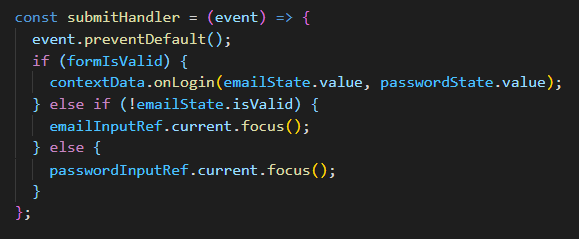 const submitHandler = (event) => {
  event.preventDefault();
  if (formIsValid) {
    contextData.onLogin(emailState.value, passwordState.value);
  } else if (!emailState.isValid) {
    emailInputRef.current.focus();
  } else {
    passwordInputRef.current.focus();
  }
};